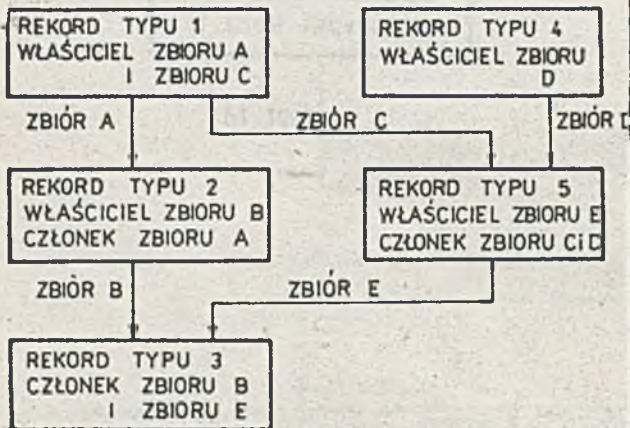 REKORD TYPU 1
WŁAŚCICIEL ZBIORU A
I ZBIORU C
REKORD TYPU 4
WŁAŚCICIEL ZBIORU
D
ZBIÓR A
ZBIÓR C
ZBIÓR D
REKORD TYPU 2
WŁAŚCICIEL ZBIORU B
CZŁONEK ZBIORU A
REKORD TYPU 5
WŁAŚCICIEL ZBIORU E
CZŁONEK ZBIORU C i D
ZBIÓR B
ZBIÓR E
REKORD TYPU 3
CZŁONEK ZBIORU B
I ZBIORU E